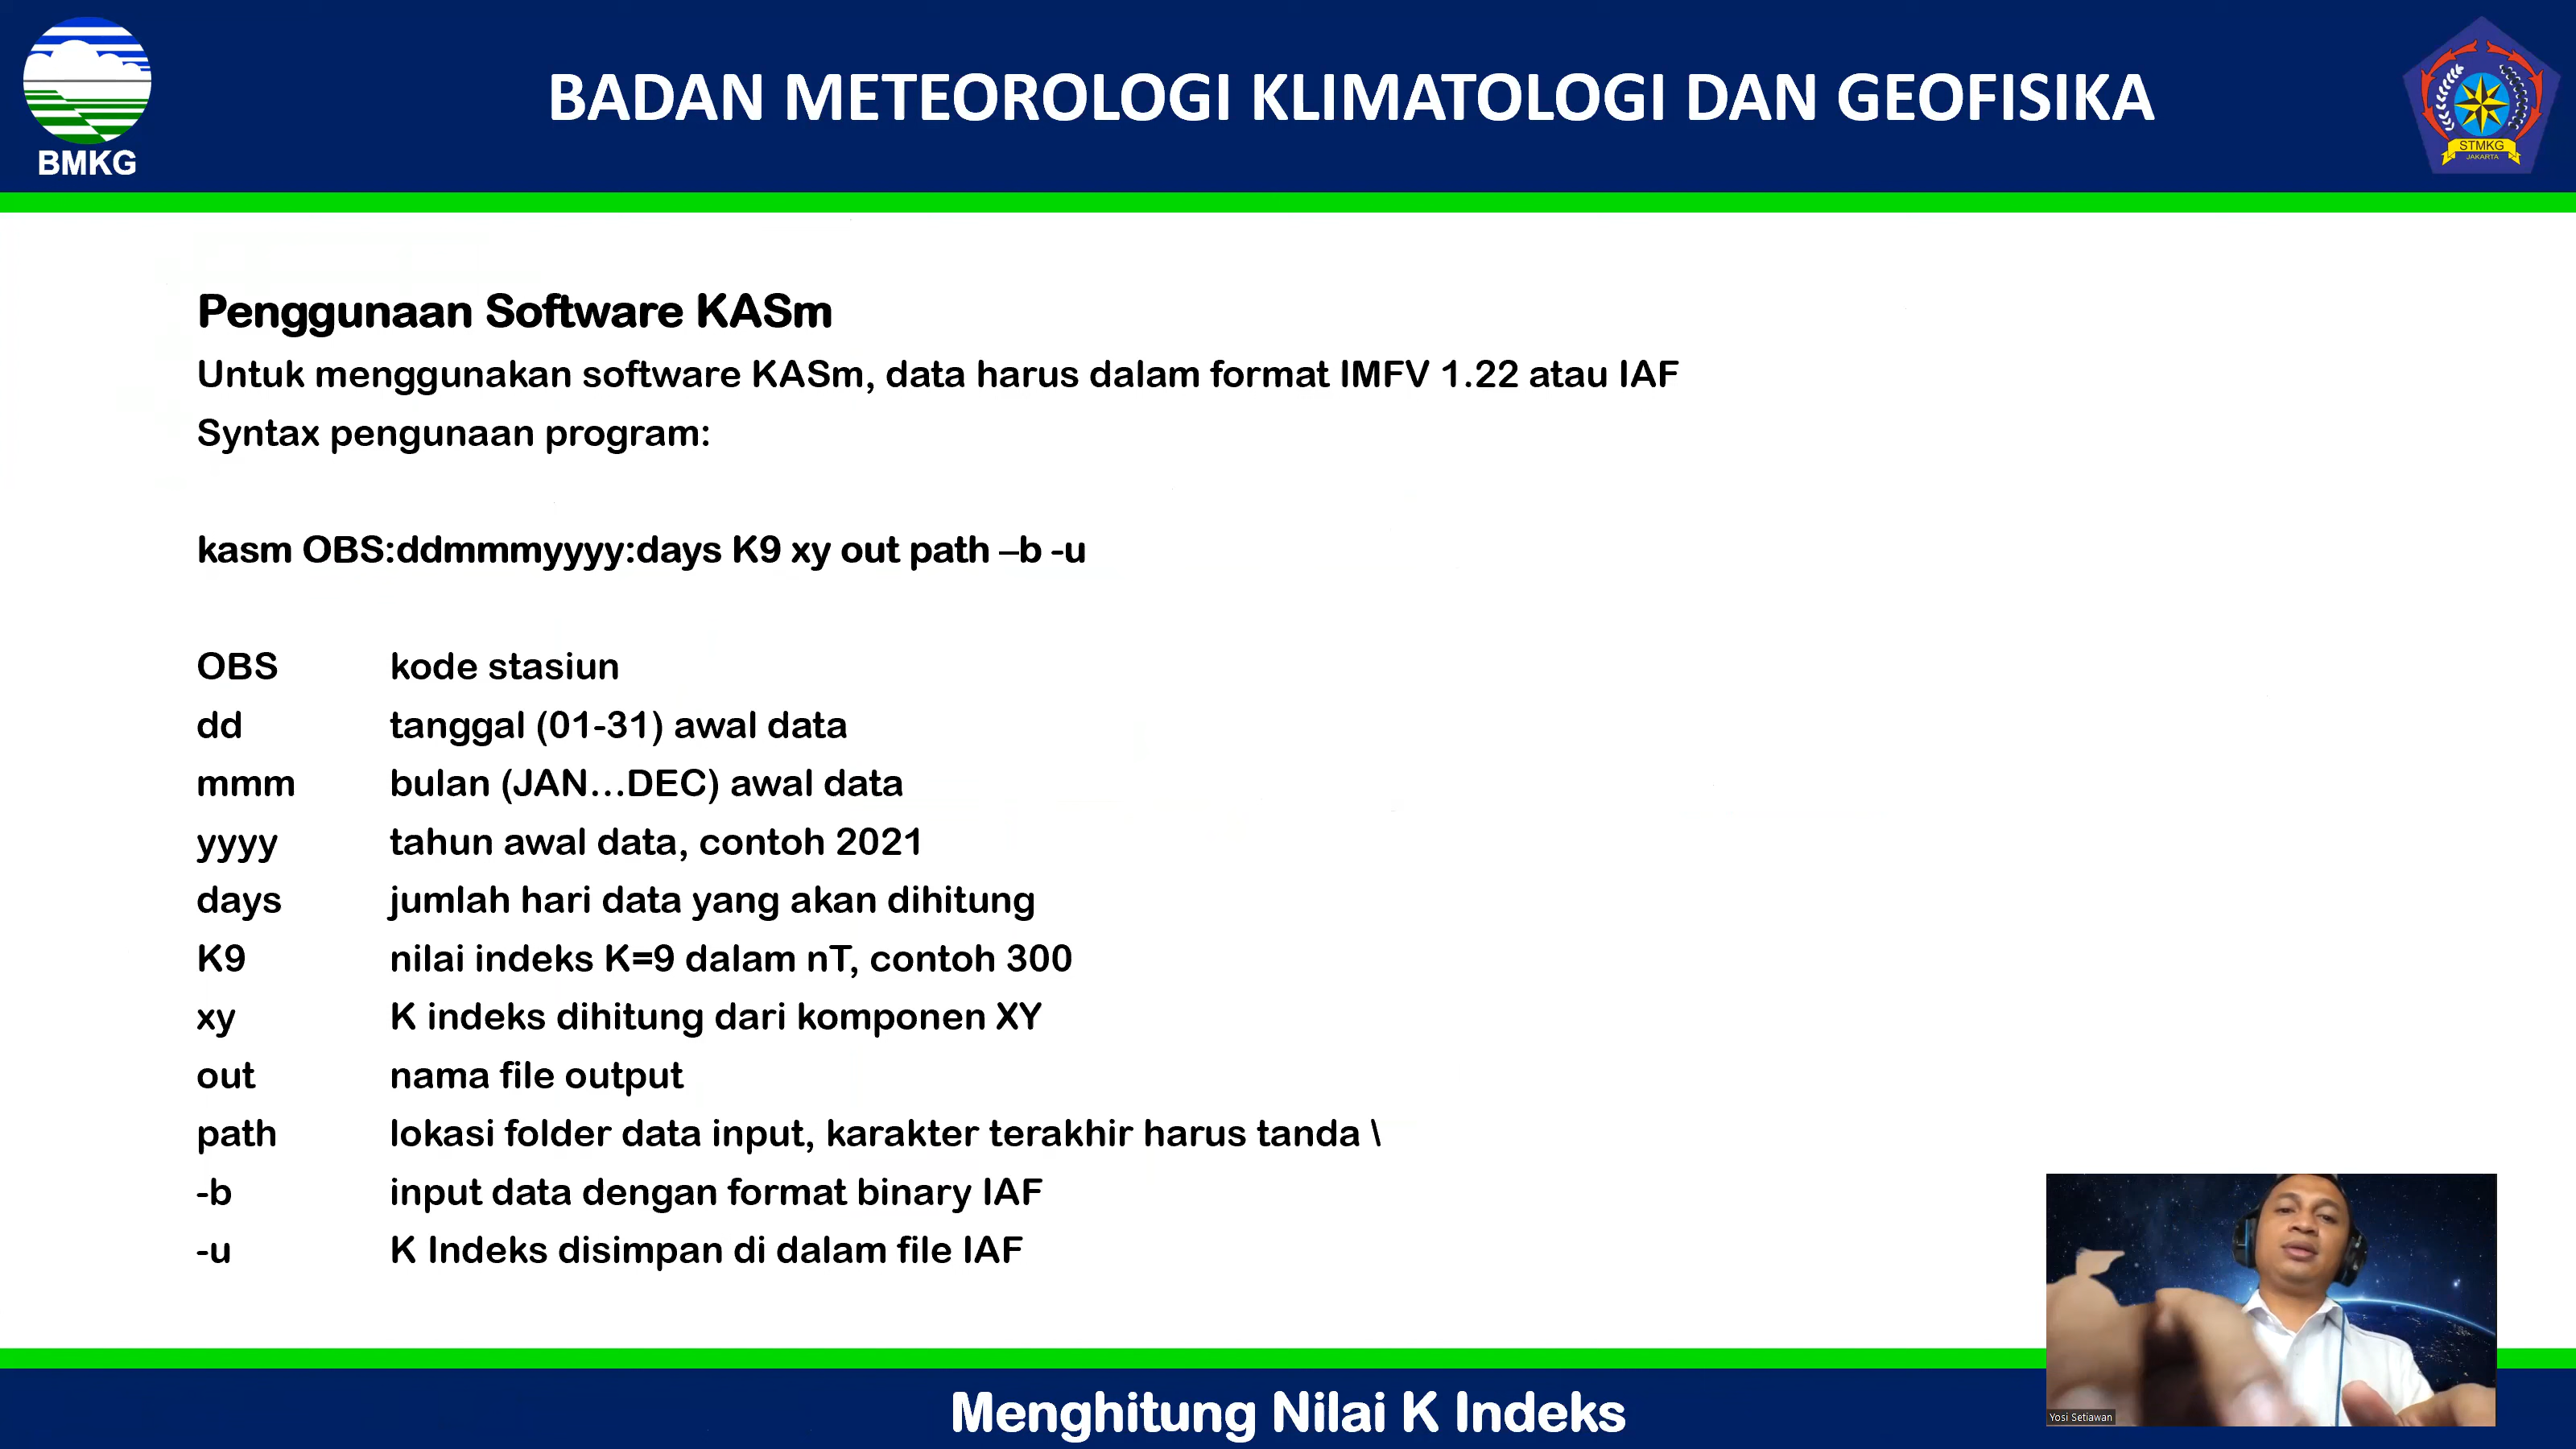 BMKG
BADAN METEOROLOGI KLIMATOLOGI DAN GEOFISIKA
STMKG
JAKARTA
Penggunaan Software KASm
Untuk menggunakan software KASm, data harus dalam format IMFV 1.22 atau IAF
Syntax pengunaan program:
kasm OBS:ddmmmyyyy:days K9 xy out path –b -u
OBS kode stasiun
dd tanggal (01-31) awal data
mmm bulan (JAN...DEC) awal data
yyyy tahun awal data, contoh 2021
days jumlah hari data yang akan dihitung
K9 nilai indeks K=9 dalam nT, contoh 300
xy K indeks dihitung dari komponen XY
out nama file output
path lokasi folder data input, karakter terakhir harus tanda \
-b input data dengan format binary IAF
-u K Indeks disimpan di dalam file IAF
Yosi Setiawan
Menghitung Nilai K Indeks